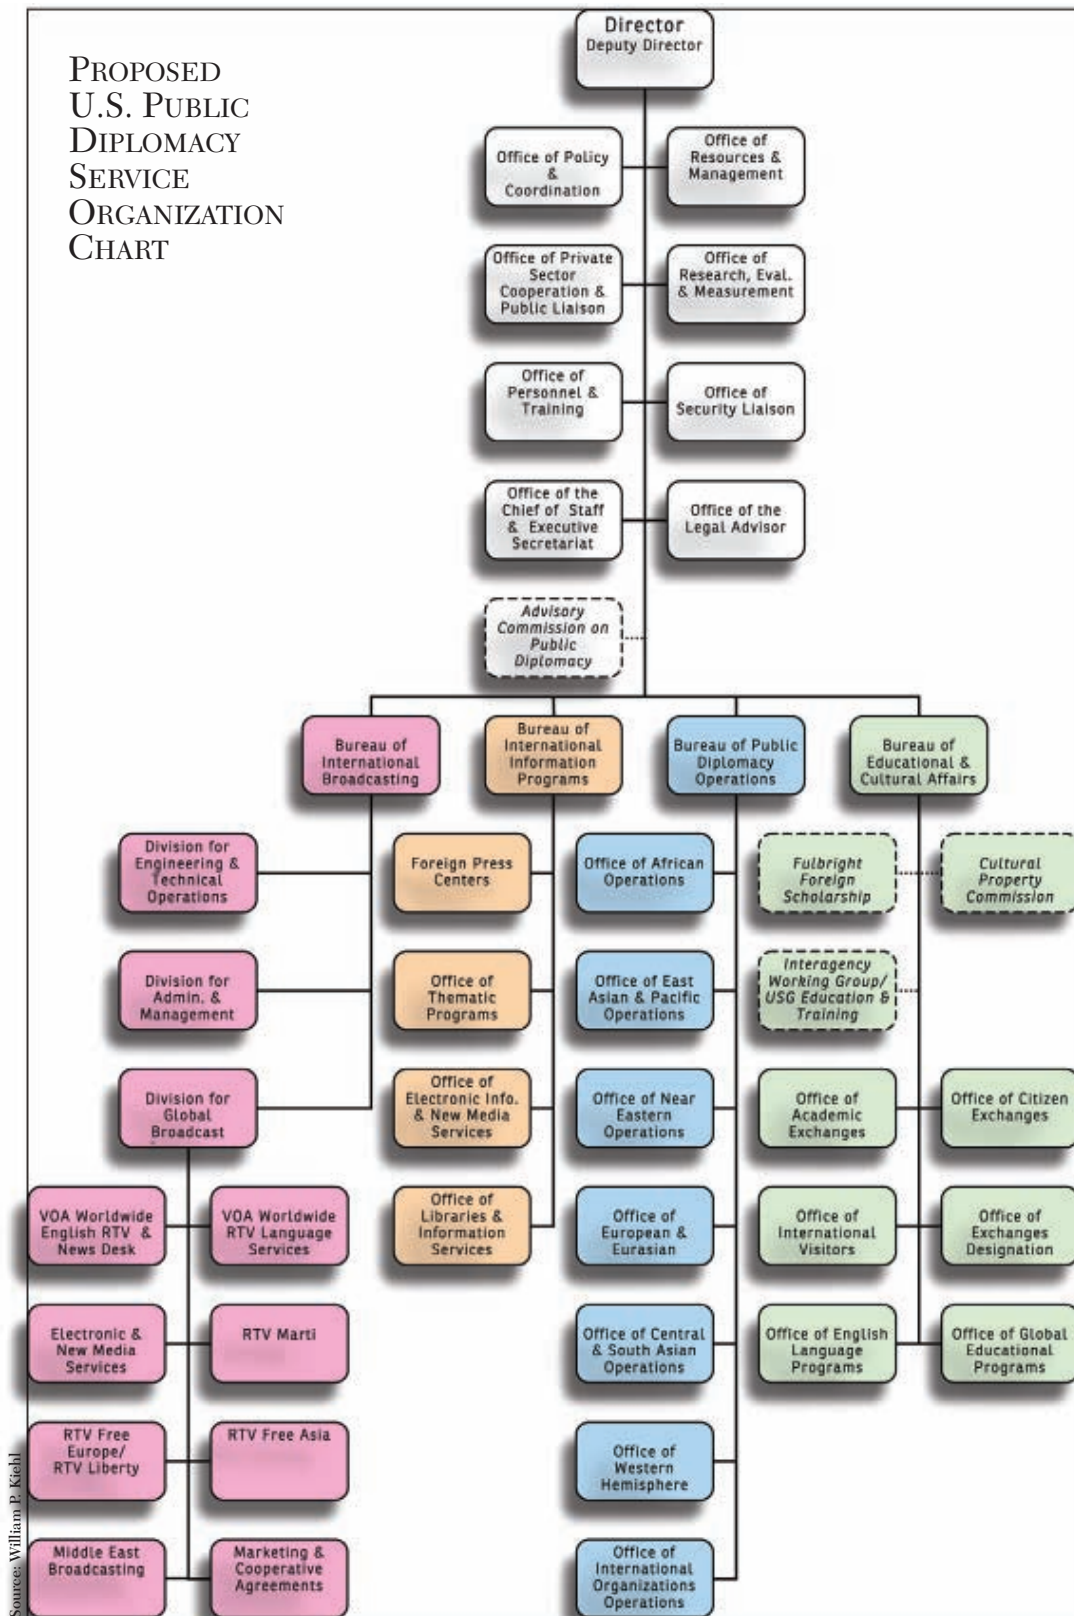 PROPOSED
U.S. PUBLIC
DIPLOMACY
SERVICE
ORGANIZATION
CHART
Director
Deputy Director
Office of Policy
&
Coordination
Office of
Resources &
Management
Office of Private
Sector
Cooperation &
Public Liaison
Office of
Research, Eval.
& Measurement
Office of
Personnel &
Training
Office of
Security Liaison
Office of the
Chief of Staff
& Executive
Secretariat
Office of the
Legal Advisor
Advisory
Commission on
Public
Diplomacy
Bureau of
International
Broadcasting
Bureau of
International
Information
Programs
Bureau of Public
Diplomacy
Operations
Bureau of
Educational &
Cultural Affairs
Division for
Engineering &
Technical
Operations
Foreign Press
Centers
Office of African
Operations
Fulbright
Foreign
Scholarship
Cultural
Property
Commission
Division for
Admin. &
Management
Office of
Thematic
Programs
Office of East
Asian & Pacific
Operations
Interagency
Working Group/
USG Education &
Training
Division for
Global
Broadcast
Office of
Electronic Info.
& New Media
Services
Office of Near
Eastern
Operations
Office of
Academic
Exchanges
Office of Citizen
Exchanges
VOA Worldwide
English RTV &
News Desk
VOA Worldwide
RTV Language
Services
Office of
Libraries &
Information
Services
Office of
European &
Eurasian
Office of
International
Visitors
Office of
Exchanges
Designation
Electronic &
New Media
Services
RTV Marti
Office of Central
& South Asian
Operations
Office of English
Language
Programs
Office of Global
Educational
Programs
RTV Free
Europe/
RTV Liberty
RTV Free Asia
Office of
Western
Hemisphere
Middle East
Broadcasting
Marketing &
Cooperative
Agreements
Office of
International
Organizations
Operations
Source: William P. Kiehl